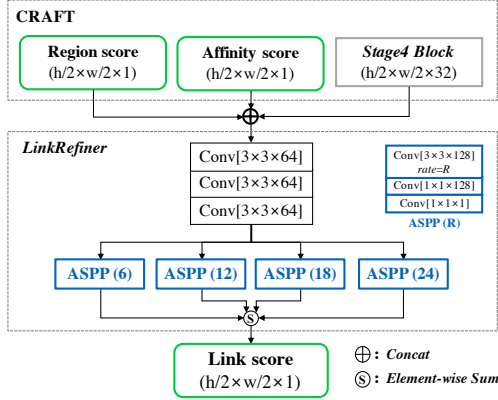 CRAFT
Region score
(h/2×w/2×1)
Affinity score
(h/2×w/2×1)
Stage4 Block
(h/2×w/2×32)
LinkRefiner
Conv[3×3×64]
Conv[3×3×64]
Conv[3×3×64]
Conv[3×3×128]
rate=R
Conv[1×1×128]
Conv[1×1×1]
ASPP (R)
ASPP (6)
ASPP (12)
ASPP (18)
ASPP (24)
S
Link score
(h/2×w/2×1)
⊕ : Concat
Ⓢ : Element-wise Sum